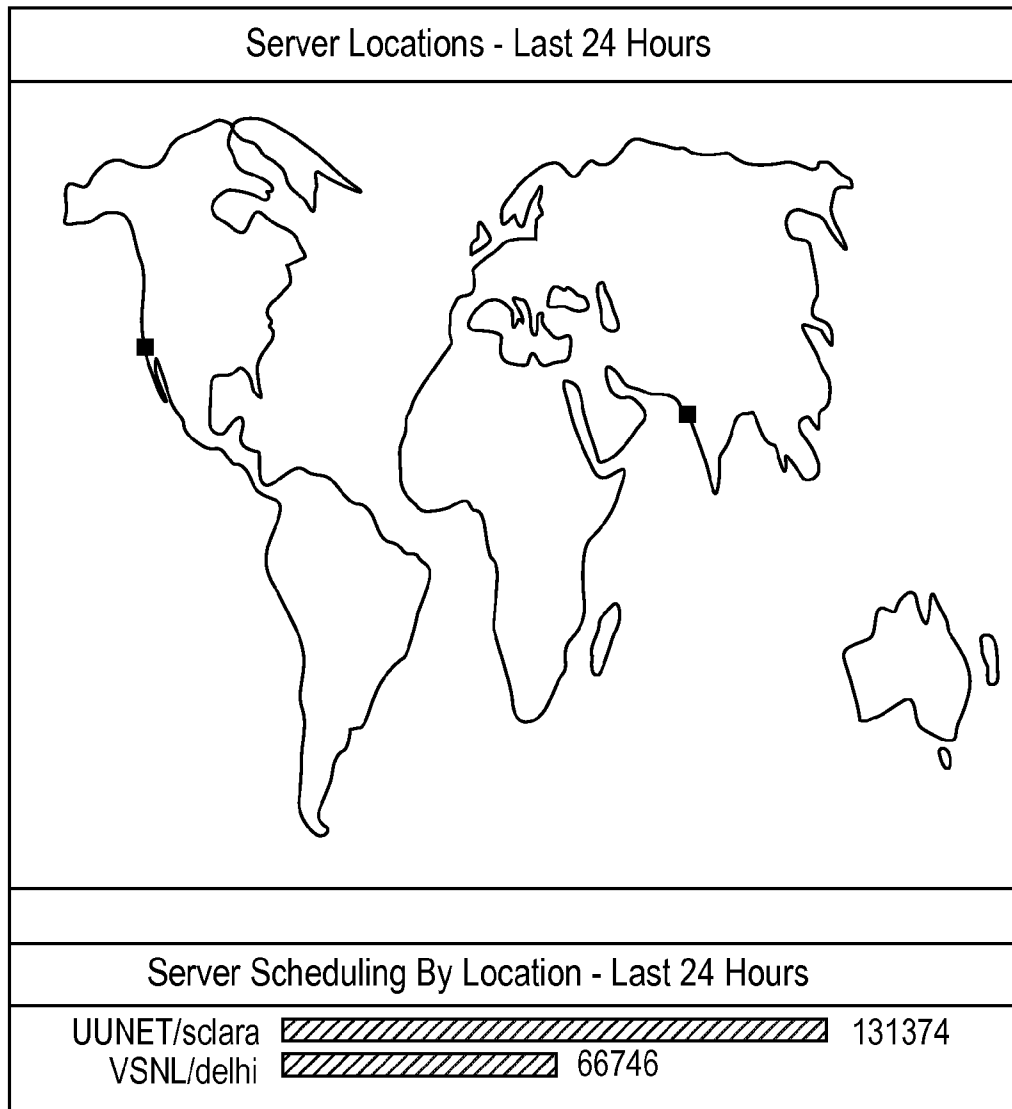 Server Locations - Last 24 Hours
Server Scheduling By Location - Last 24 Hours
UUNET/sclara 131374
VSNL/delhi 66746